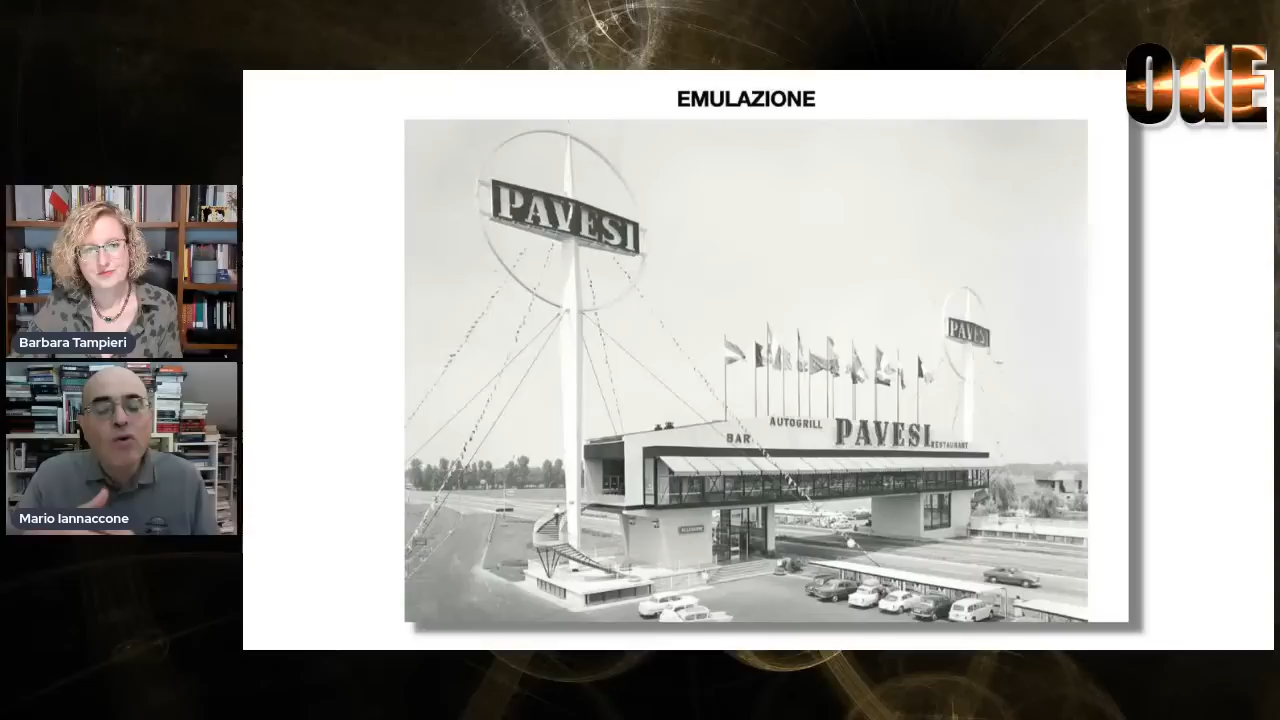 EMULAZIONE
OdE
PAVESI
PAVESI
AUTOGRILL
BAR
PAVESI
RESTAURANT
Barbara Tampieri
Mario Iannaccone